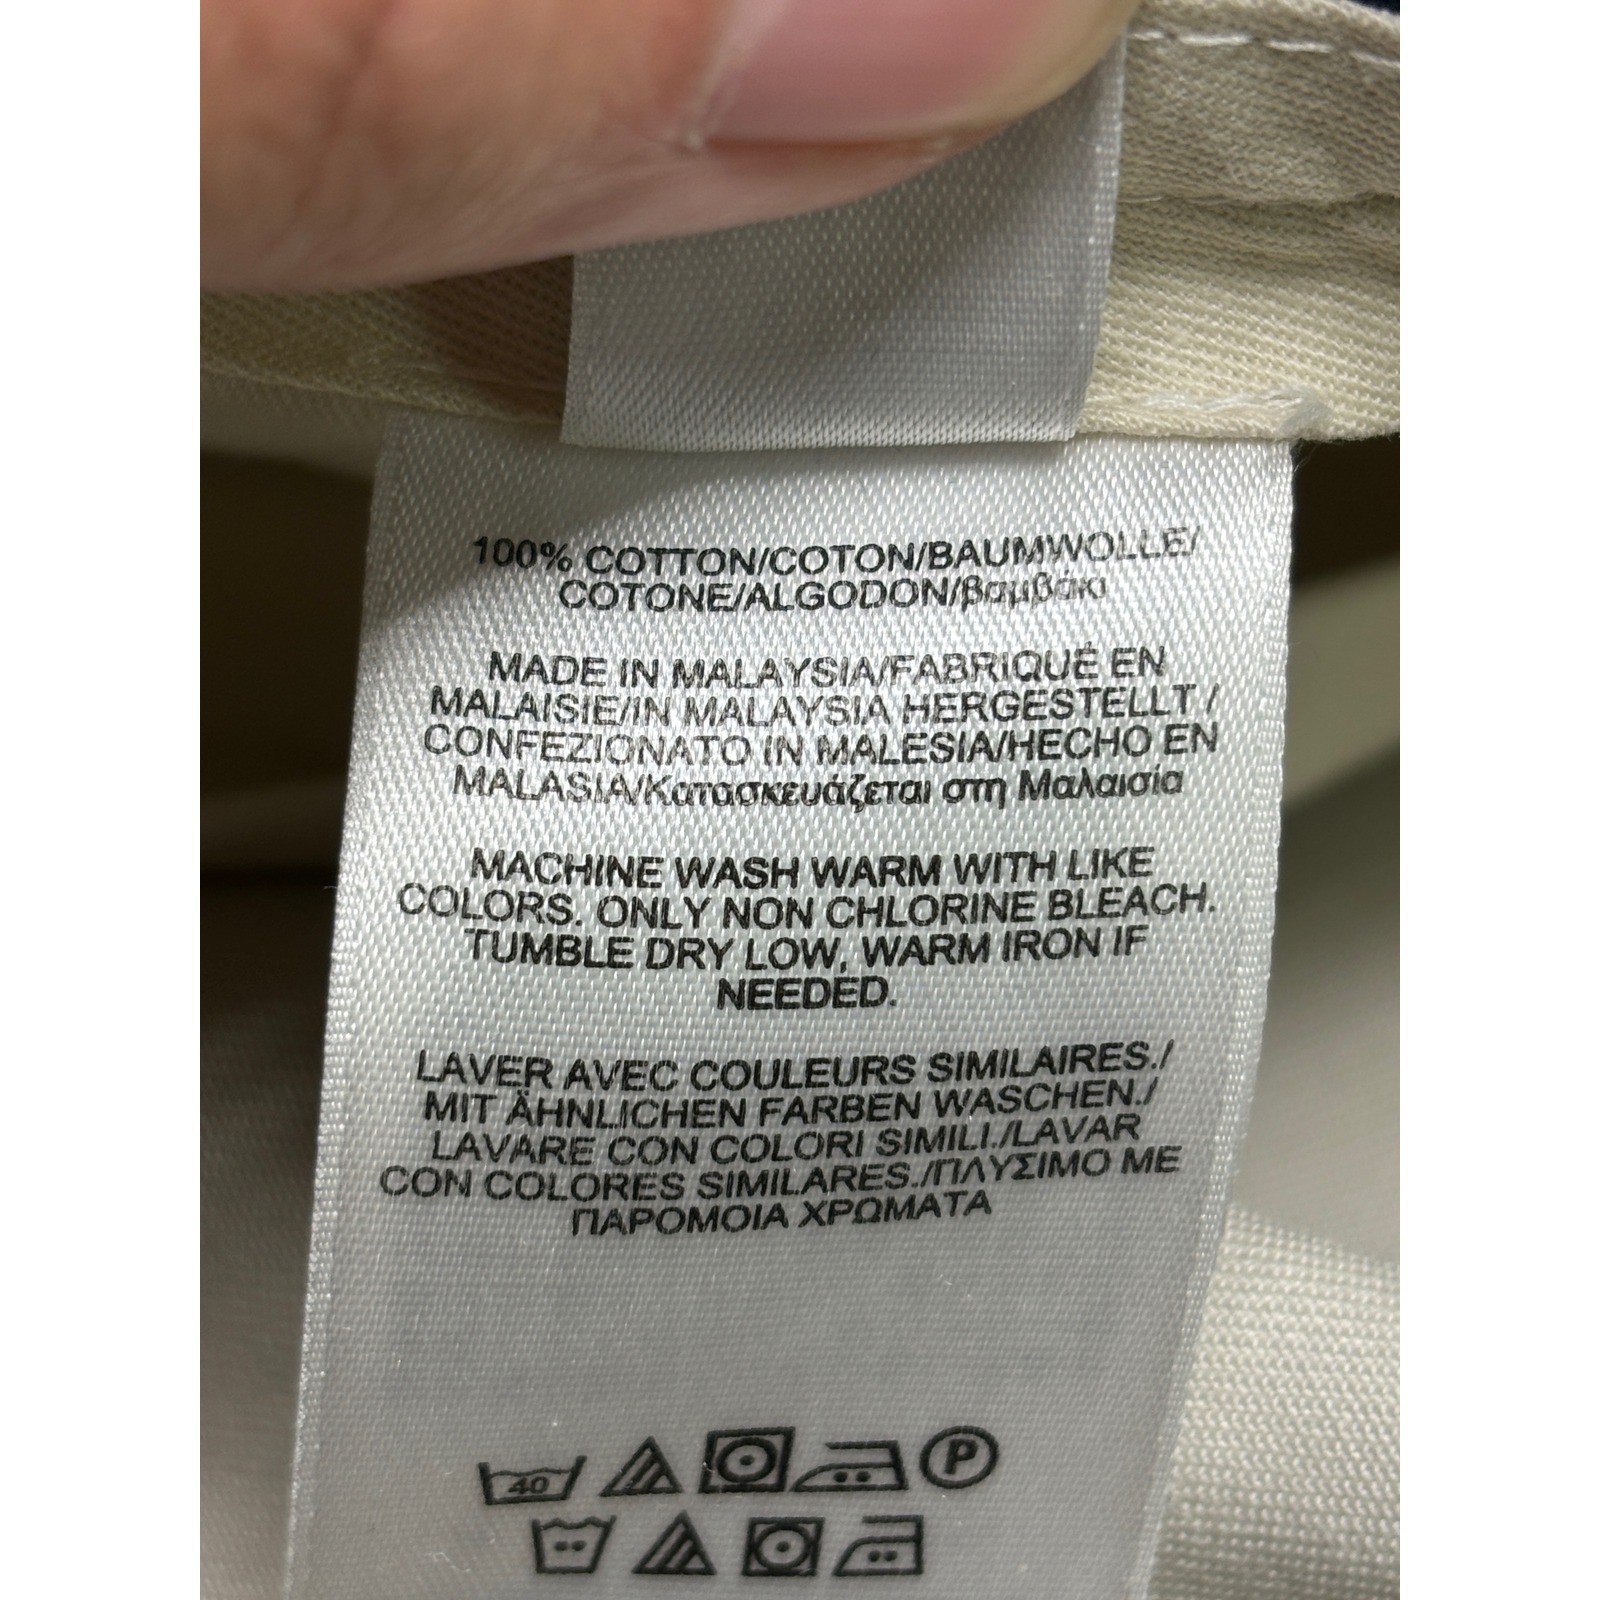 100% COTTON/COTON/BAUMWOLLE/
COTONE/ALGODON/βαμβάκι
MADE IN MALAYSIA/FABRIQUÉ EN
MALAISIE/IN MALAYSIA HERGESTELLT /
CONFEZIONATO IN MALESIA/HECHO EN
MALASIA/Κατασκευάζεται στη Μαλαισία
MACHINE WASH WARM WITH LIKE
COLORS. ONLY NON CHLORINE BLEACH.
TUMBLE DRY LOW, WARM IRON IF
NEEDED.
LAVER AVEC COULEURS SIMILAIRES./
MIT ÄHNLICHEN FARBEN WASCHEN./
LAVARE CON COLORI SIMILI./LAVAR
CON COLORES SIMILARES./ΠΛΥΣΙΜΟ ΜΕ
ΠΑΡΟΜΟΙΑ ΧΡΩΜΑΤΑ
40 P